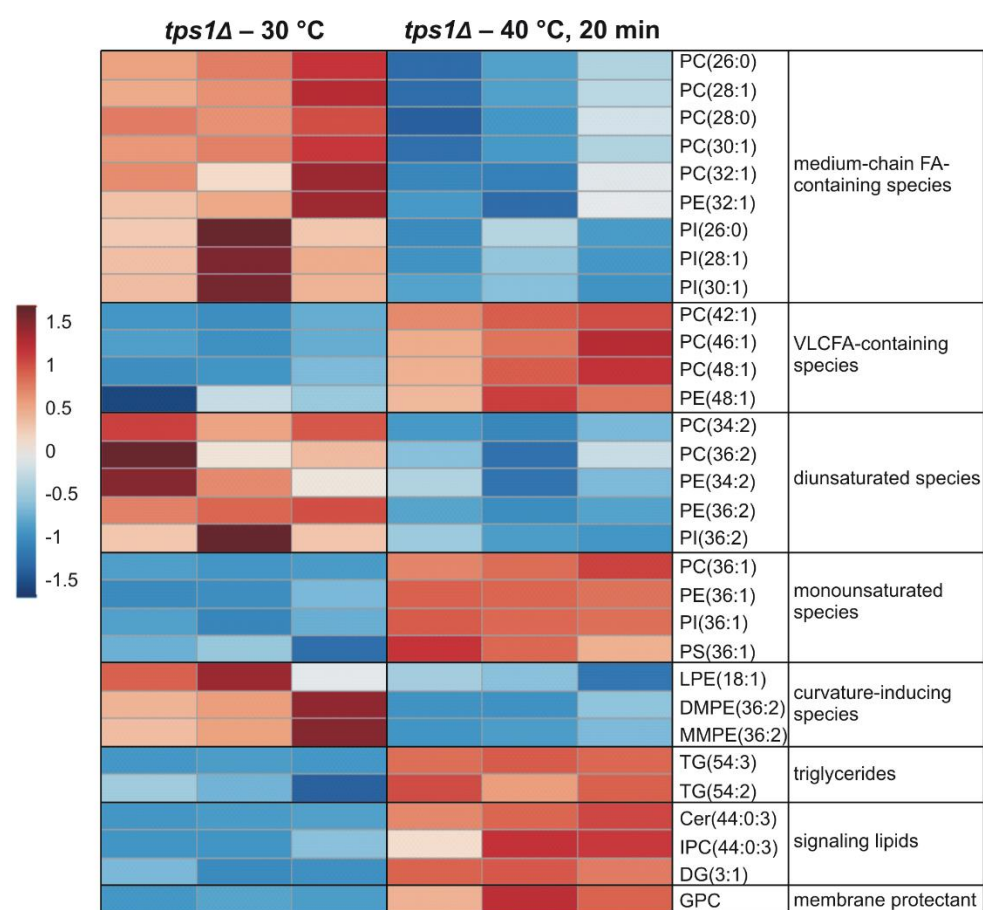 tps1Δ – 30 °C
tps1Δ – 40 °C, 20 min
1.5
1
0.5
0
-0.5
-1
-1.5
PC(26:0)
PC(28:1)
PC(28:0)
PC(30:1)
PC(32:1)
PE(32:1)
PI(26:0)
PI(28:1)
PI(30:1)
medium-chain FA-
containing species
PC(42:1)
PC(46:1)
PC(48:1)
PE(48:1)
VLCFA-containing
species
PC(34:2)
PC(36:2)
PE(34:2)
PE(36:2)
PI(36:2)
diunsaturated species
PC(36:1)
PE(36:1)
PI(36:1)
PS(36:1)
monounsaturated
species
LPE(18:1)
DMPE(36:2)
MMPE(36:2)
curvature-inducing
species
TG(54:3)
TG(54:2)
triglycerides
Cer(44:0:3)
IPC(44:0:3)
DG(3:1)
signaling lipids
GPC
membrane protectant